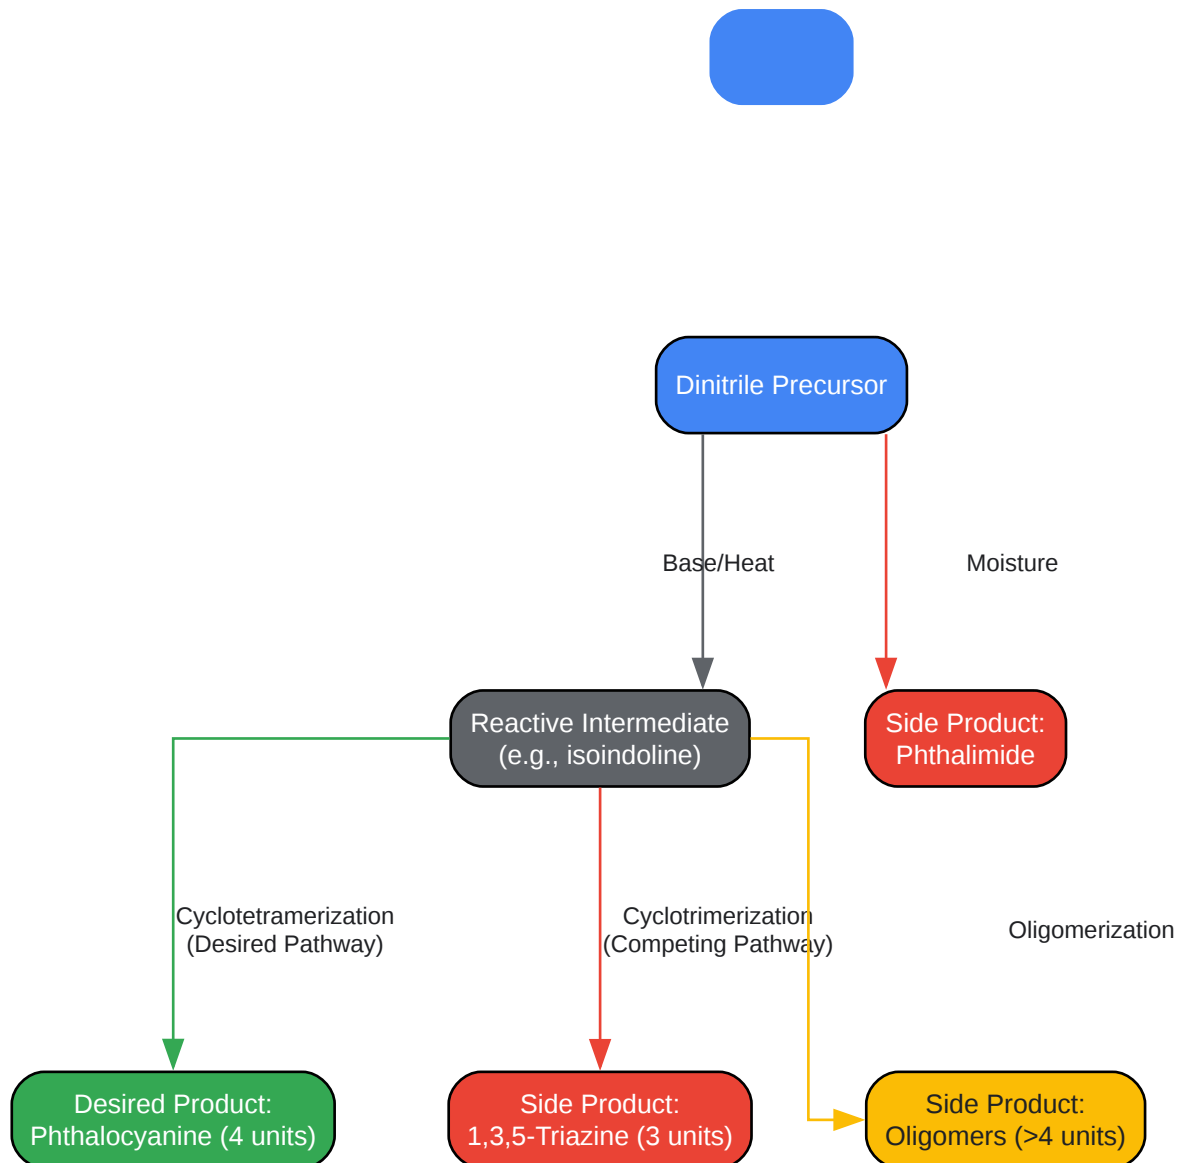 Dinitrile Precursor
Base/Heat
Moisture
Reactive Intermediate
(e.g., isoindoline)
Side Product:
Phthalimide
Cyclotetramerization
(Desired Pathway)
Cyclotrimerization
(Competing Pathway)
Oligomerization
Desired Product:
Phthalocyanine (4 units)
Side Product:
1,3,5-Triazine (3 units)
Side Product:
Oligomers (>4 units)